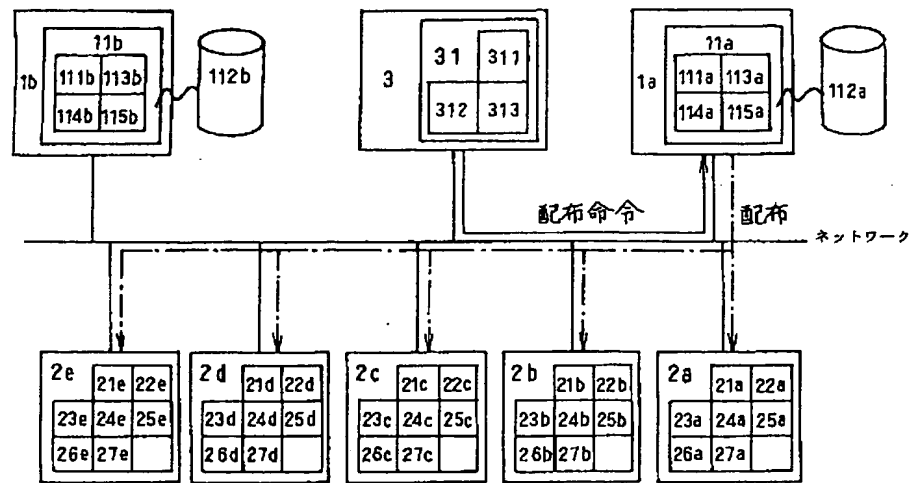 1b
11b
111b 113b
114b 115b
112b
3
31 311
312 313
1a
11a
111a 113a
114a 115a
112a
配布命令
配布
ネットワーク
2e
21e 22e
23e 24e 25e
26e 27e
2d
21d 22d
23d 24d 25d
26d 27d
2c
21c 22c
23c 24c 25c
26c 27c
2b
21b 22b
23b 24b 25b
26b 27b
2a
21a 22a
23a 24a 25a
26a 27a